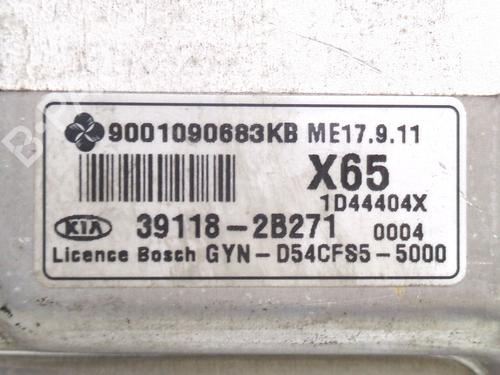 9001090683KB ME17.9.11
X65
1D44404X
KIA 39118-2B271 0004
Licence Bosch GYN-D54CFS5-5000